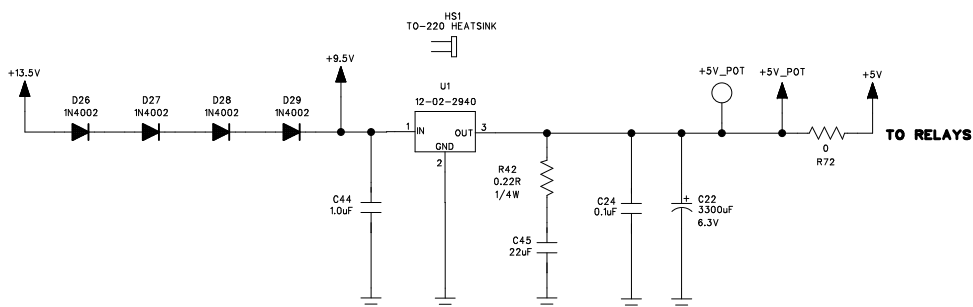 HS1
TO-220 HEATSINK
+13.5V
+9.5V
+5V_POT
+5V_POT
+5V
D26
1N4002
D27
1N4002
D28
1N4002
D29
1N4002
U1
12-02-2940
1
IN
OUT
3
GND
2
TO RELAYS
0
R72
R42
0.22R
1/4W
C44
1.0uF
C24
0.1uF
+
C22
3300uF
6.3V
C45
22uF